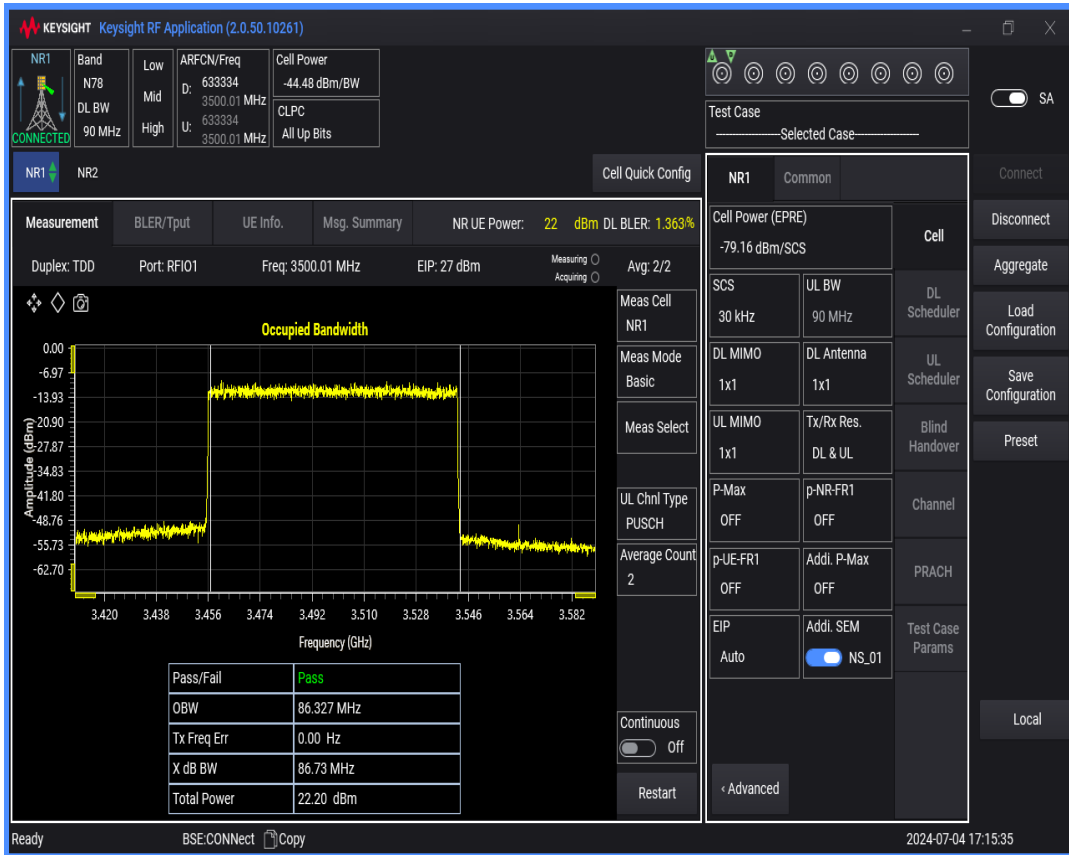 KEYSIGHT Keysight RF Application (2.0.50.10261)
NR1
CONNECTED
Band
N78
DL BW
90 MHz
Low
Mid
High
ARFCN/Freq
D: 633334
3500.01 MHz
U: 633334
3500.01 MHz
Cell Power
-44.48 dBm/BW
CLPC
All Up Bits
Test Case
Selected Case
SA
NR1
NR2
Cell Quick Config
NR1
Common
Connect
Disconnect
Aggregate
Load
Configuration
Save
Configuration
Preset
Local
Measurement
BLER/Tput
UE Info.
Msg. Summary
NR UE Power: 22 dBm DL BLER: 1.363%
Duplex: TDD
Port: RFIO1
Freq: 3500.01 MHz
EIP: 27 dBm
Measuring
Acquiring
Avg: 2/2
Occupied Bandwidth
Amplitude (dBm)
0.00
-6.97
-13.93
-20.90
-27.87
-34.83
-41.80
-48.76
-55.73
-62.70
3.420 3.438 3.456 3.474 3.492 3.510 3.528 3.546 3.564 3.582
Frequency (GHz)
Pass/Fail Pass
OBW 86.327 MHz
Tx Freq Err 0.00 Hz
X dB BW 86.73 MHz
Total Power 22.20 dBm
Meas Cell
NR1
Meas Mode
Basic
Meas Select
UL Chnl Type
PUSCH
Average Count
2
Continuous
Off
Restart
Cell Power (EPRE)
-79.16 dBm/SCS
SCS
30 kHz
UL BW
90 MHz
DL MIMO
1x1
DL Antenna
1x1
UL MIMO
1x1
Tx/Rx Res.
DL & UL
P-Max
OFF
p-NR-FR1
OFF
p-UE-FR1
OFF
Addi. P-Max
OFF
EIP
Auto
Addi. SEM
NS_01
‹ Advanced
Cell
DL
Scheduler
UL
Scheduler
Blind
Handover
Channel
PRACH
Test Case
Params
Ready
BSE:CONNect
Copy
2024-07-04 17:15:35